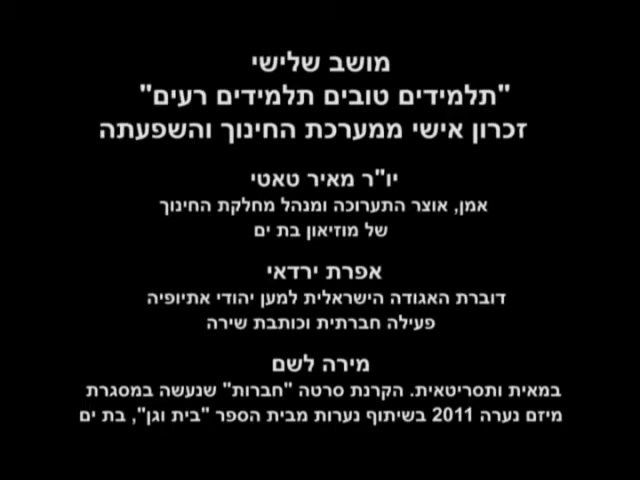 מושב שלישי
"תלמידים טובים תלמידים רעים"
זכרון אישי ממערכת החינוך והשפעתה
יו"ר מאיר טאטי
אמן, אוצר התערוכה ומנהל מחלקת החינוך
של מוזיאון בת ים
אפרת ירדאי
דוברת האגודה הישראלית למען יהודי אתיופיה
פעילה חברתית וכותבת שירה
מירה לשם
במאית ותסריטאית. הקרנת סרטה "חברות" שנעשה במסגרת
מיזם נערה 2011 בשיתוף נערות מבית הספר "בית וגן", בת ים